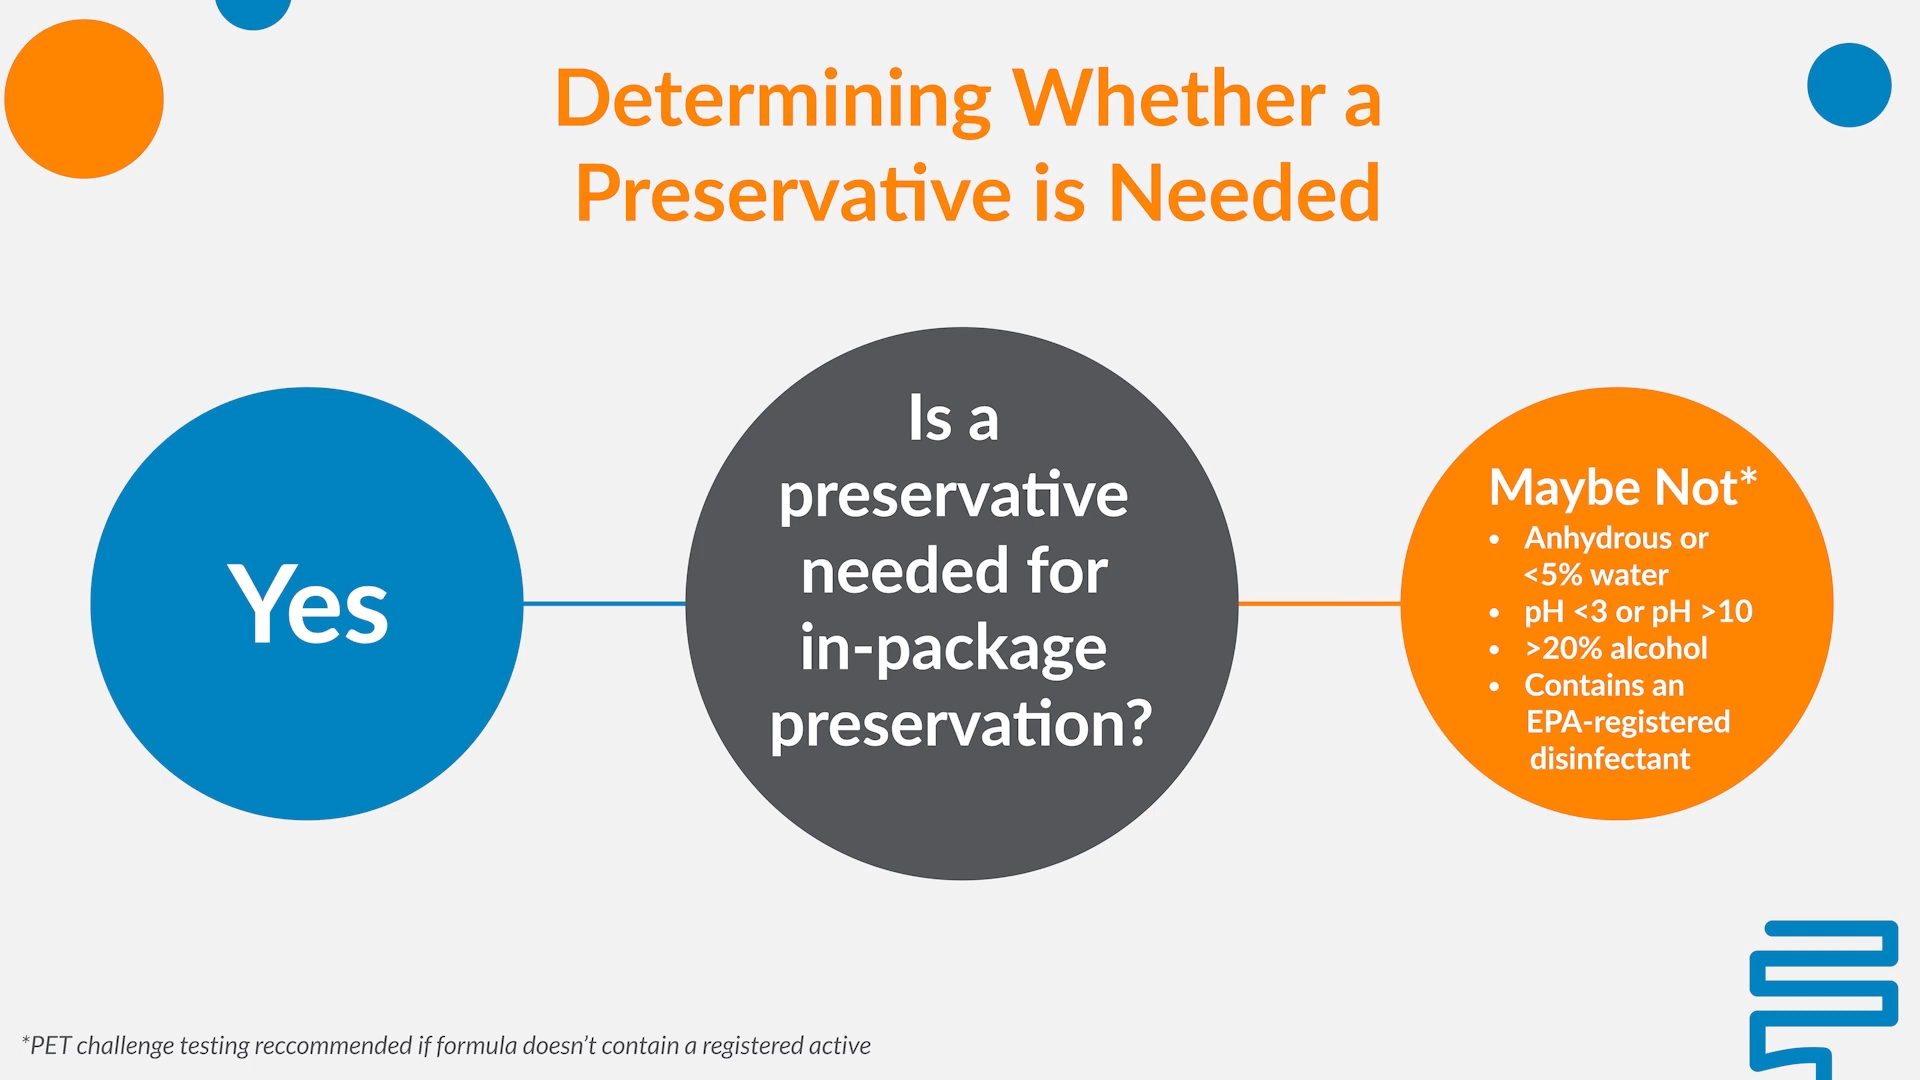 Determining Whether a
Preservative is Needed
Yes
Is a
preservative
needed for
in-package
preservation?
Maybe Not*
• Anhydrous or
<5% water
• pH <3 or pH >10
• >20% alcohol
• Contains an
EPA-registered
disinfectant
*PET challenge testing reccommended if formula doesn't contain a registered active